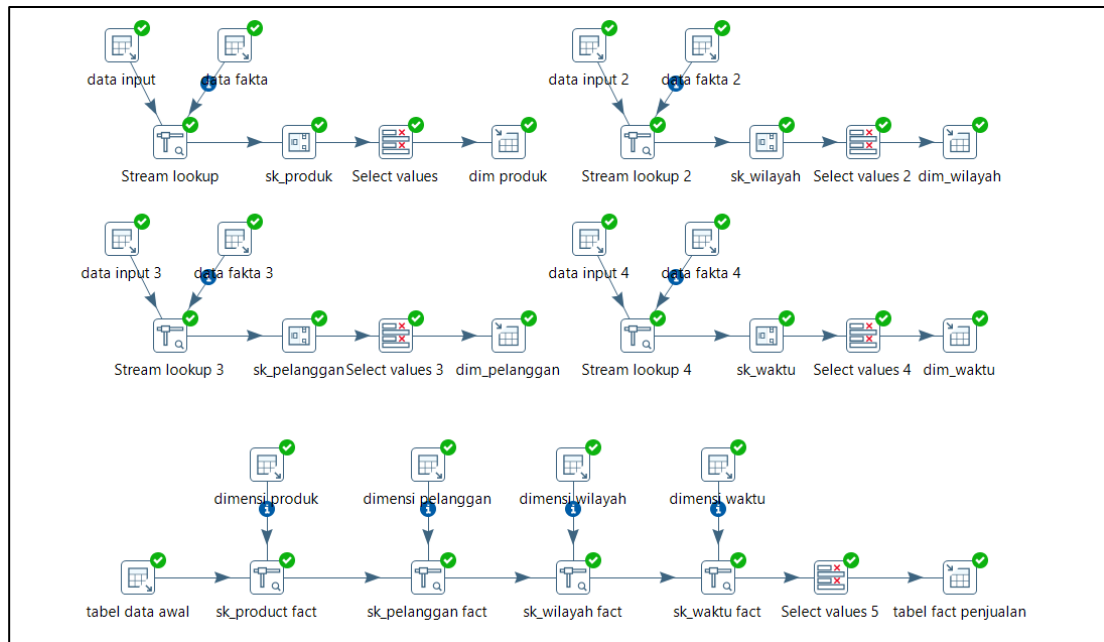 data input
data fakta
data input 2
data fakta 2
Stream lookup
sk_produk
Select values
dim produk
Stream lookup 2
sk_wilayah
Select values 2
dim_wilayah
data input 3
data fakta 3
data input 4
data fakta 4
Stream lookup 3
sk_pelanggan
Select values 3
dim_pelanggan
Stream lookup 4
sk_waktu
Select values 4
dim_waktu
dimensi produk
dimensi pelanggan
dimensi wilayah
dimensi waktu
tabel data awal
sk_product fact
sk_pelanggan fact
sk_wilayah fact
sk_waktu fact
Select values 5
tabel fact penjualan